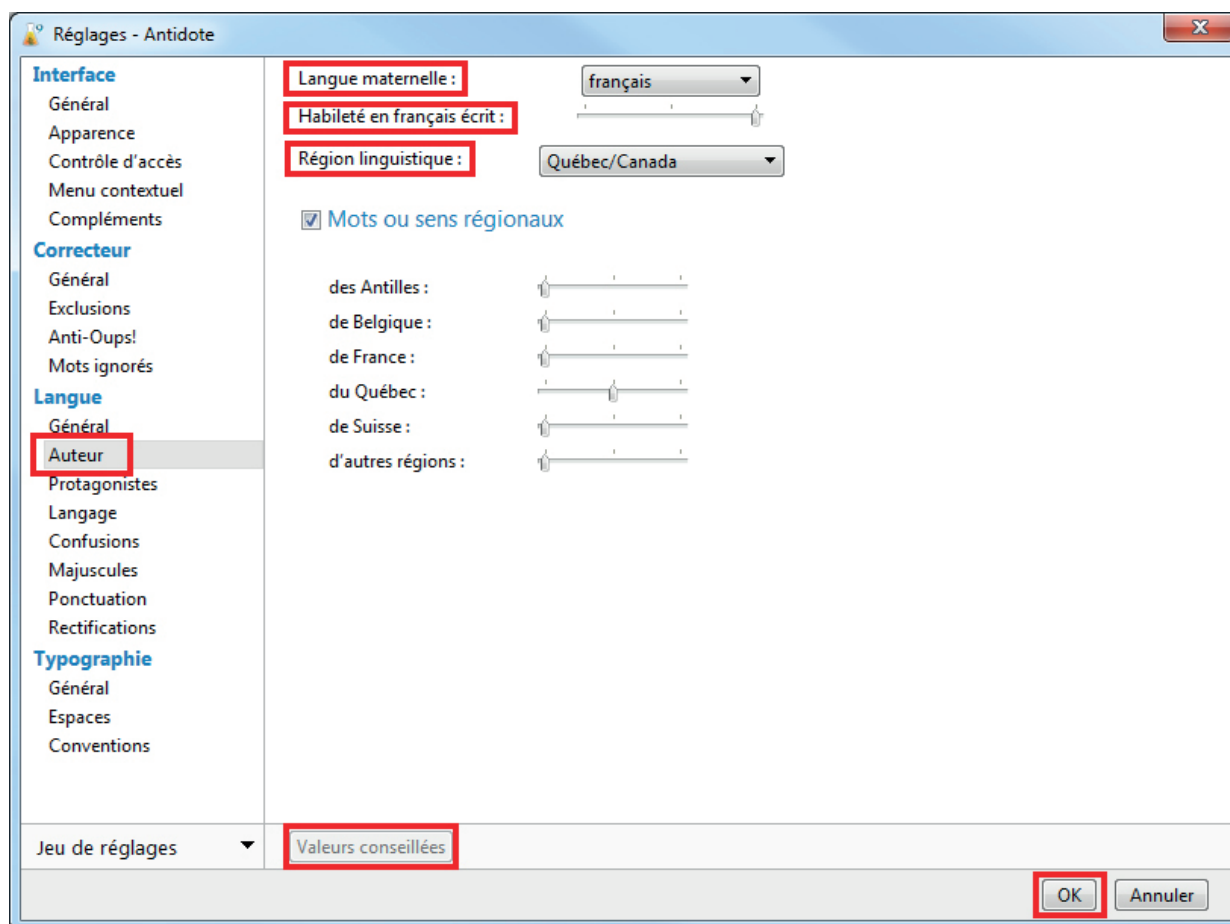 Réglages - Antidote
Interface
Général
Apparence
Contrôle d'accès
Menu contextuel
Compléments
Correcteur
Général
Exclusions
Anti-Oups!
Mots ignorés
Langue
Général
Auteur
Protagonistes
Langage
Confusions
Majuscules
Ponctuation
Rectifications
Typographie
Général
Espaces
Conventions
Jeu de réglages
Langue maternelle : français
Habileté en français écrit :
Région linguistique : Québec/Canada
Mots ou sens régionaux
des Antilles :
de Belgique :
de France :
du Québec :
de Suisse :
d'autres régions :
Valeurs conseillées
OK Annuler